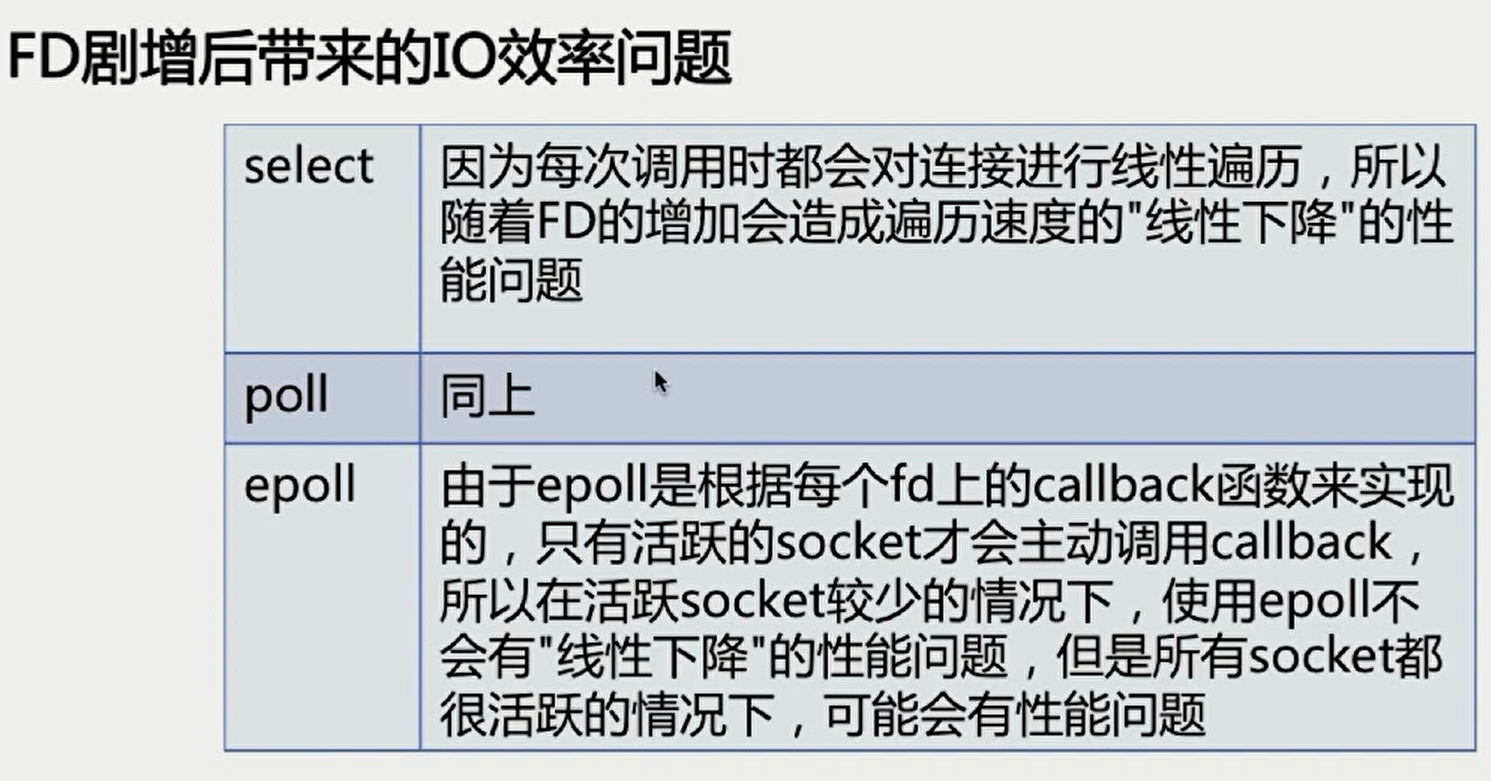 FD剧增后带来的IO效率问题
select
因为每次调用时都会对连接进行线性遍历，所以
随着FD的增加会造成遍历速度的"线性下降"的性
能问题
poll
同上
epoll
由于epoll是根据每个fd上的callback函数来实现
的，只有活跃的socket才会主动调用callback，
所以在活跃socket较少的情况下，使用epoll不
会有"线性下降"的性能问题，但是所有socket都
很活跃的情况下，可能会有性能问题